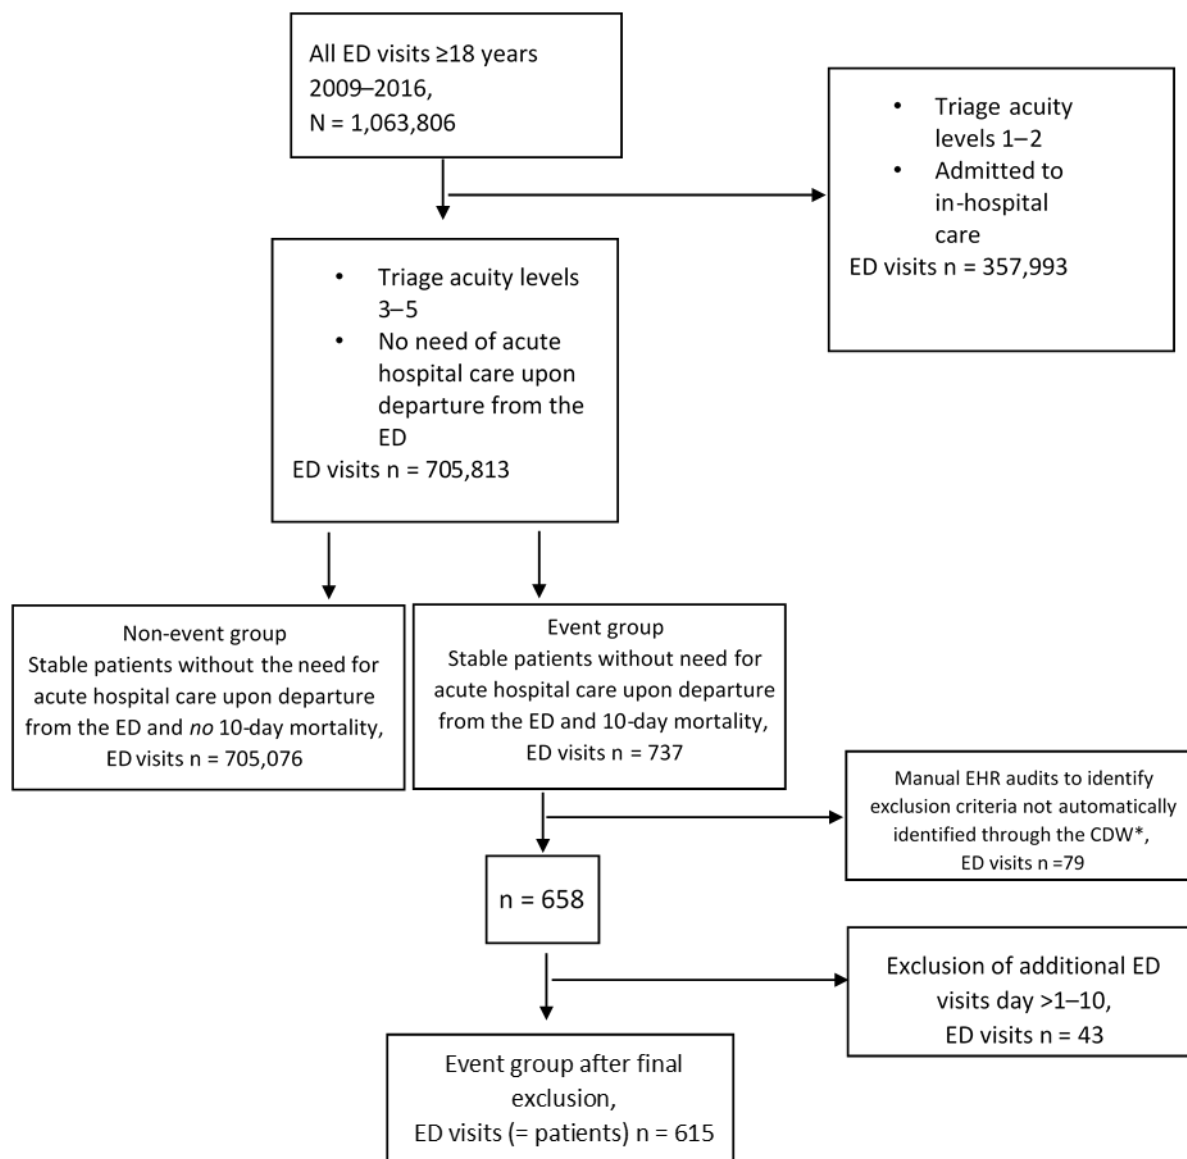 All ED visits ≥18 years
2009–2016,
N = 1,063,806
• Triage acuity
levels 1–2
• Admitted to
in-hospital
care
ED visits n = 357,993
• Triage acuity levels
3–5
• No need of acute
hospital care upon
departure from the
ED
ED visits n = 705,813
Non-event group
Stable patients without the need for
acute hospital care upon departure
from the ED and no 10-day mortality,
ED visits n = 705,076
Event group
Stable patients without need for
acute hospital care upon departure
from the ED and 10-day mortality,
ED visits n = 737
Manual EHR audits to identify
exclusion criteria not automatically
identified through the CDW*,
ED visits n =79
n = 658
Exclusion of additional ED
visits day >1–10,
ED visits n = 43
Event group after final
exclusion,
ED visits (= patients) n = 615